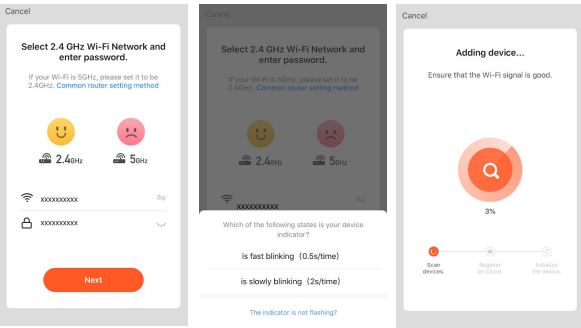 Cancel
Select 2.4 GHz Wi-Fi Network and
enter password.
If your Wi-Fi is 5GHz, please set it to be
2.4GHz. Common router setting method
2.4GHz
5GHz
xxxxxxxxxx
xxxxxxxxxx
Next
Cancel
Select 2.4 GHz Wi-Fi Network and
enter password.
If your Wi-Fi is 5GHz, please set it to be
2.4GHz. Common router setting method
2.4GHz
5GHz
xxxxxxxxxx
Which of the following states is your device
indicator?
is fast blinking（0.5s/time)
is slowly blinking（2s/time)
The indicator is not flashing?
Cancel
Adding device...
Ensure that the Wi-Fi signal is good.
3%
Scan
devices.
Register
on Cloud.
Initialize
the device.